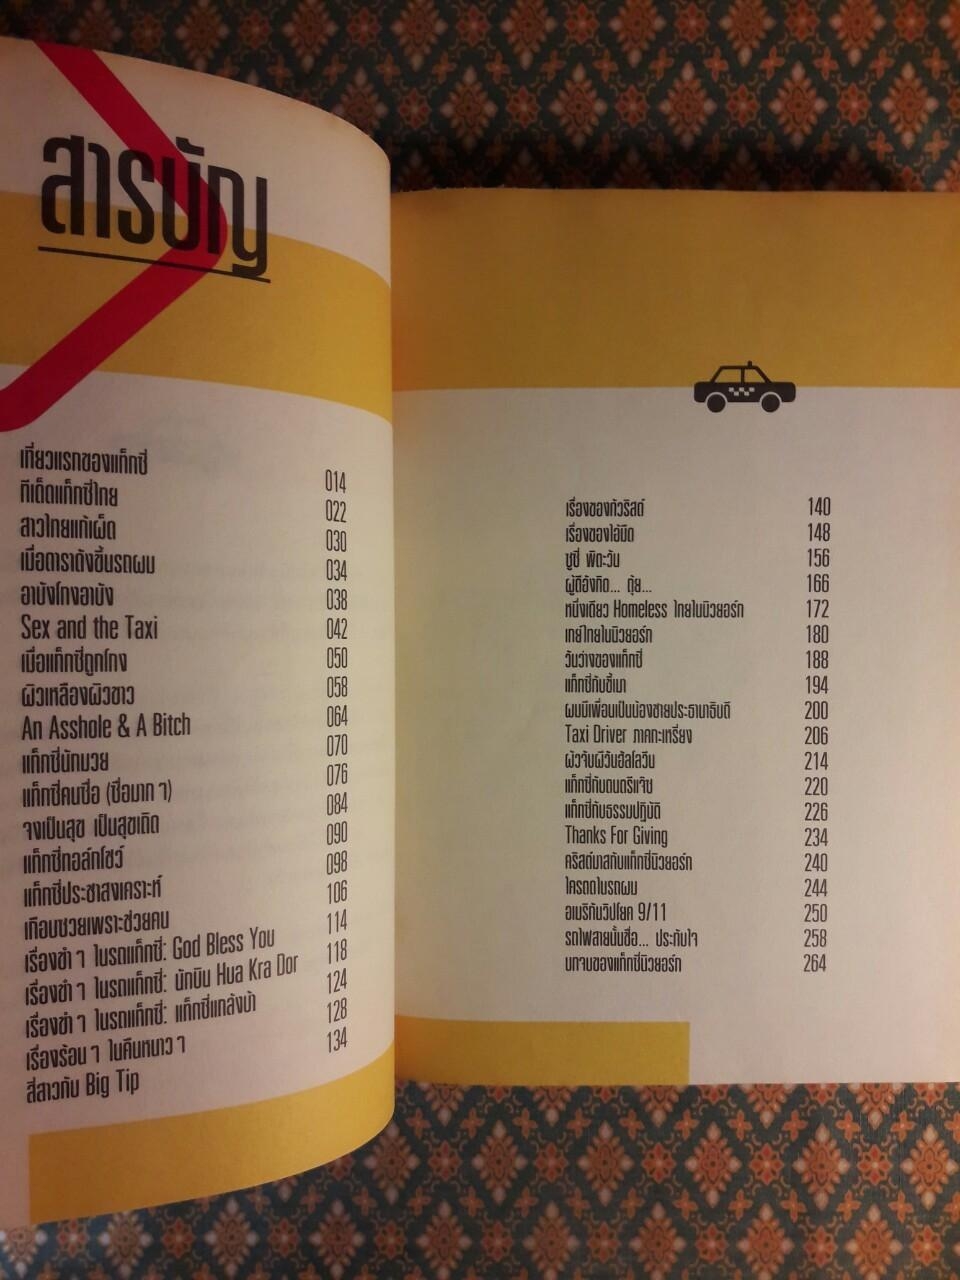 สารบัญ
เที่ยวแรกของแท็กซี่ 014
ทีเด็ดแท็กซี่ไทย 022
สาวไทยแก้เผ็ด 030
เมื่อดาราดังขึ้นรถผม 034
อาบังโกงอาบัง 038
Sex and the Taxi 042
เมื่อแท็กซี่ถูกโกง 050
ผิวเหลืองผิวขาว 058
An Asshole & A Bitch 064
แท็กซี่นักมวย 070
แท็กซี่คนซื่อ (ซื่อมาก ๆ) 076
จงเป็นสุข เป็นสุขเถิด 084
แท็กซี่ทอล์กโชว์ 090
แท็กซี่ประชาสงเคราะห์ 098
เกือบซวยเพราะช่วยคน 106
เรื่องขำ ๆ ในรถแท็กซี่: God Bless You 114
เรื่องขำ ๆ ในรถแท็กซี่: นักบิน Hua Kra Dor 118
เรื่องขำ ๆ ในรถแท็กซี่: แท็กซี่แกล้งบ้า 124
เรื่องร้อน ๆ ในคืนหนาว ๆ 128
สี่สาวกับ Big Tip 134
เรื่องของทัวริสต์ 140
เรื่องของไอ้มืด 148
ซูซี่ พิตะวัน 156
ผู้ดีอังกิด... ตุ้ย... 166
หนึ่งเดียว Homeless ไทยในนิวยอร์ก 172
เกย์ไทยในนิวยอร์ก 180
วันว่างของแท็กซี่ 188
แท็กซี่กับขี้เมา 194
ผมมีเพื่อนเป็นน้องชายประธานาธิบดี 200
Taxi Driver ภาคกะเหรี่ยง 206
ผัวจับผีวันฮัลโลวีน 214
แท็กซี่กับดนตรีแจ๊ซ 220
แท็กซี่กับธรรมปฏิบัติ 226
Thanks For Giving 234
คริสต์มาสกับแท็กซี่นิวยอร์ก 240
ใครตดในรถผม 244
อเมริกันวิปโยค 9/11 250
รถไฟสายนั้นชื่อ... ประทับใจ 258
บทจบของแท็กซี่นิวยอร์ก 264